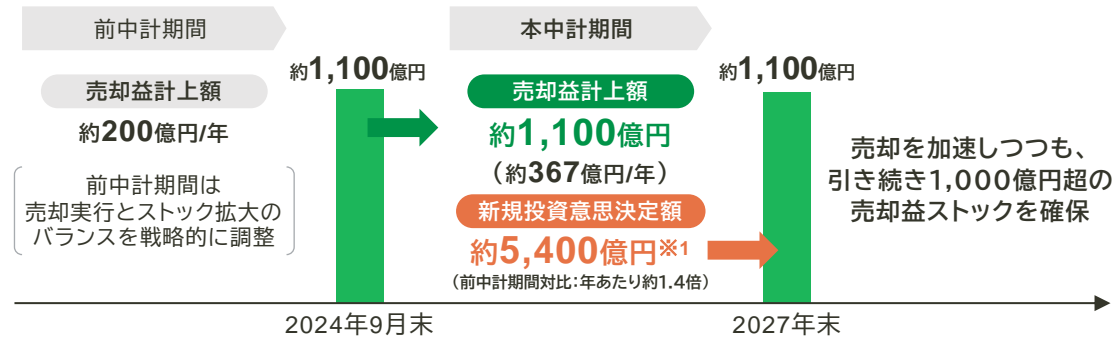 前中計期間
売却益計上額
約200億円/年
前中計期間は
売却実行とストック拡大の
バランスを戦略的に調整
約1,100億円
本中計期間
売却益計上額
約1,100億円
（約367億円/年）
新規投資意思決定額
約5,400億円※1
（前中計期間対比：年あたり約1.4倍）
約1,100億円
売却を加速しつつも、
引き続き1,000億円超の
売却益ストックを確保
2024年9月末
2027年末